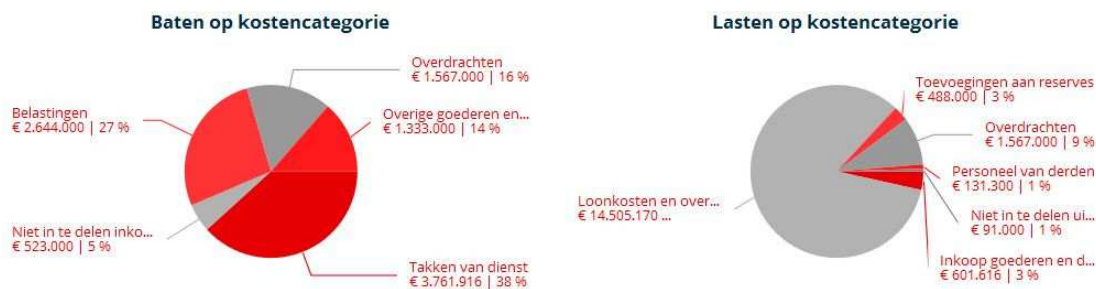 Baten op kostencategorie
Overdrachten
€ 1.567.000 | 16 %
Belastingen
€ 2.644.000 | 27 %
Overige goederen en...
€ 1.333.000 | 14 %
Niet in te delen inko...
€ 523.000 | 5 %
Takken van dienst
€ 3.761.916 | 38 %
Lasten op kostencategorie
Toevoegingen aan reserves
€ 488.000 | 3 %
Overdrachten
€ 1.567.000 | 9 %
Personeel van derden
€ 131.300 | 1 %
Loonkosten en over...
€ 14.505.170 ...
Niet in te delen ui...
€ 91.000 | 1 %
Inkoop goederen en d...
€ 601.616 | 3 %